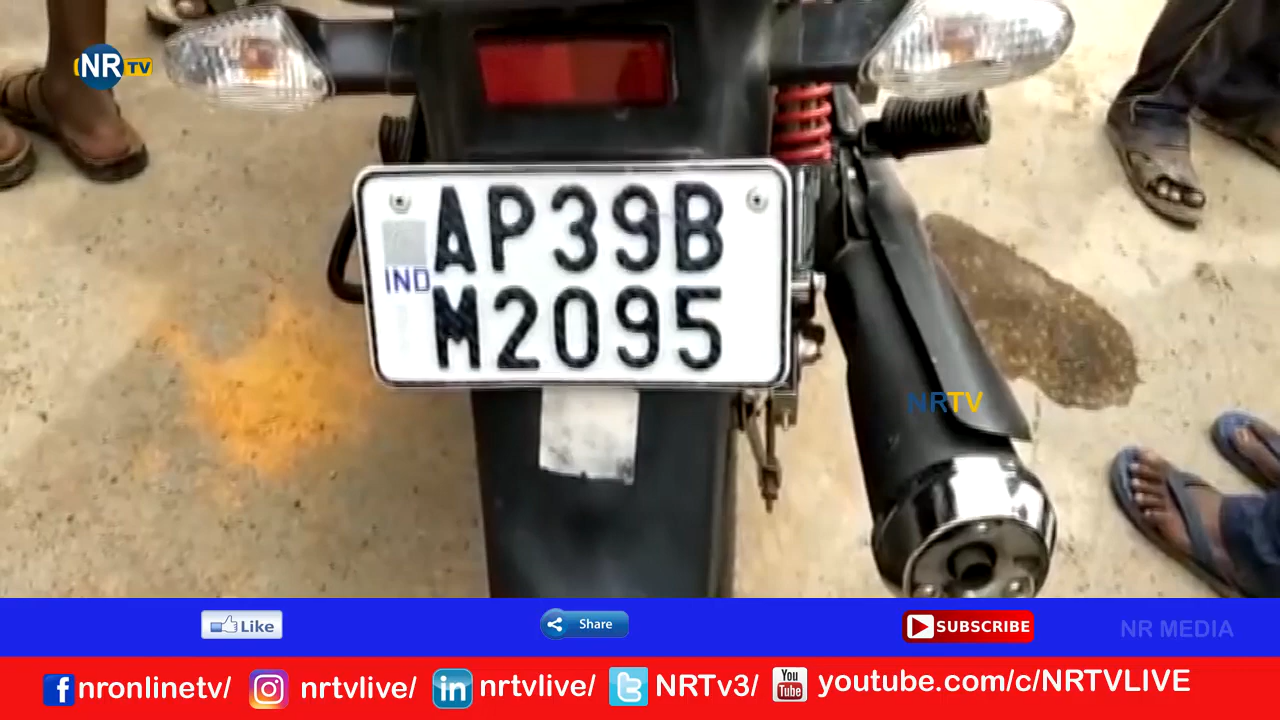 NR TV
AP39B
IND
M2095
NRTV
Like
Share
SUBSCRIBE
NR MEDIA
nronlinetv/
nrtvlive/
in nrtvlive/
NRTv3/
You Tube youtube.com/c/NRTVLIVE